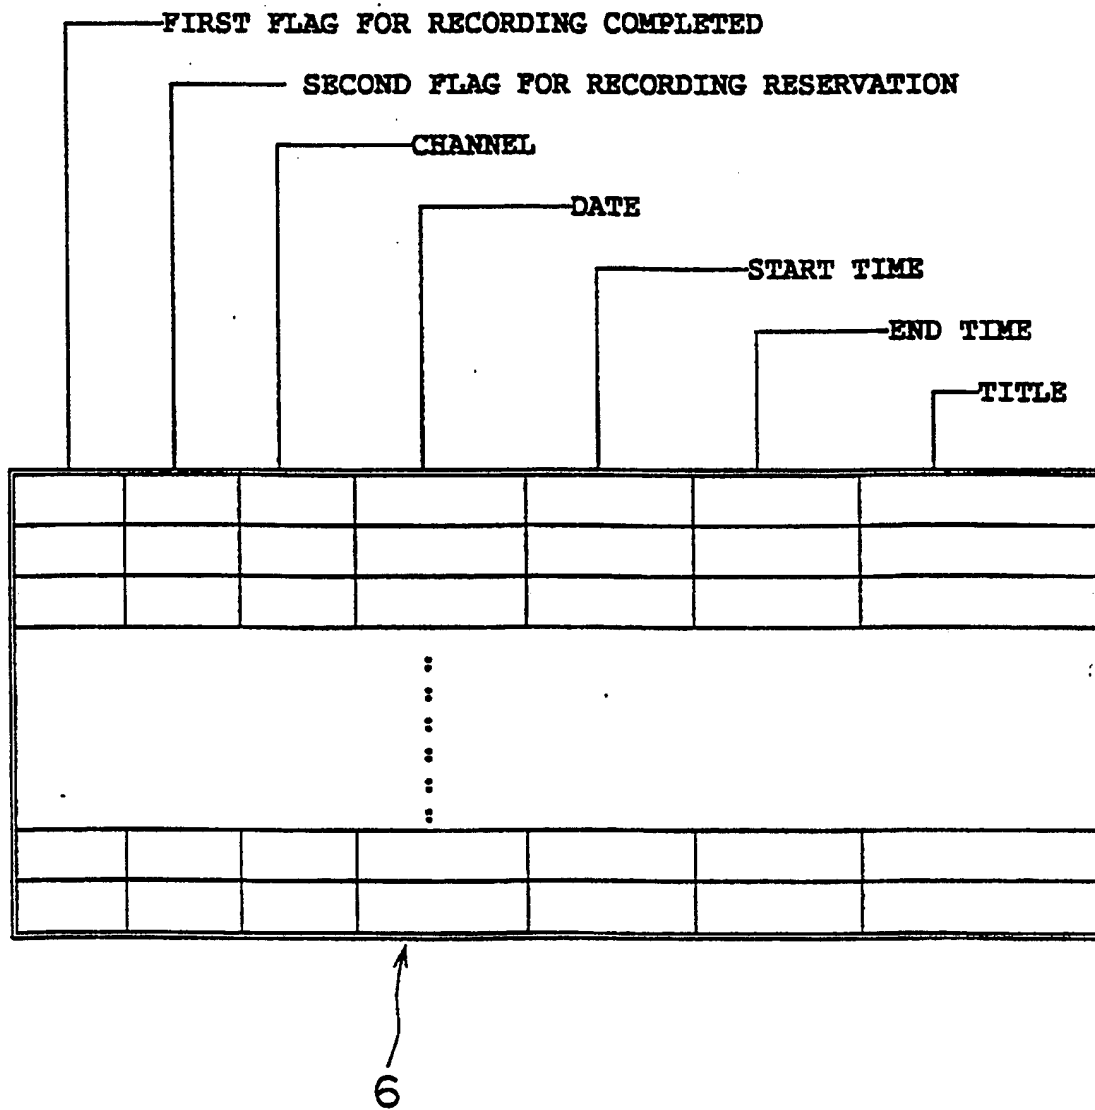 FIRST FLAG FOR RECORDING COMPLETED
SECOND FLAG FOR RECORDING RESERVATION
CHANNEL
DATE
START TIME
END TIME
TITLE
6